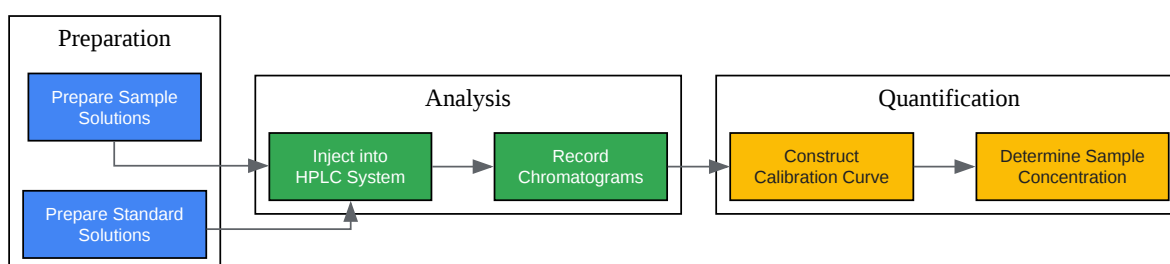 Preparation
Prepare Sample
Solutions
Prepare Standard
Solutions
Analysis
Inject into
HPLC System
Record
Chromatograms
Quantification
Construct
Calibration Curve
Determine Sample
Concentration